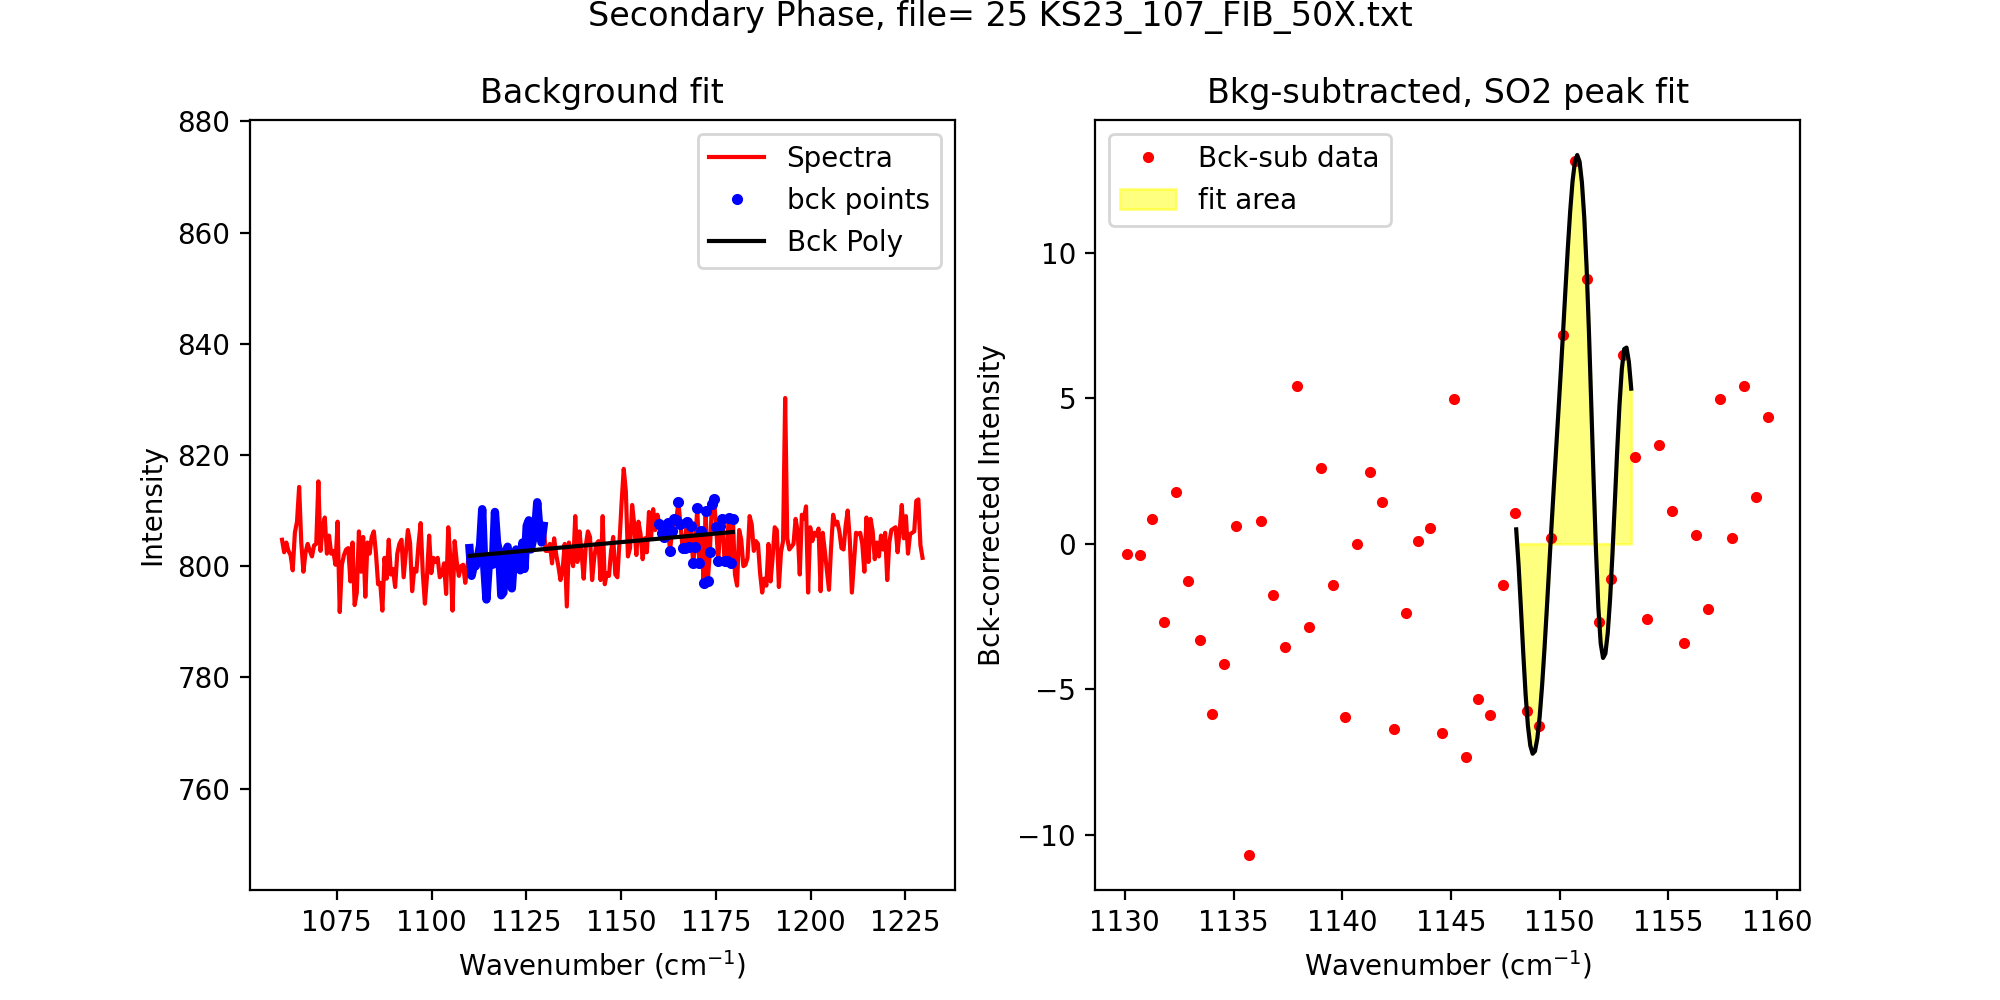 Secondary Phase, file= 25 KS23_107_FIB_50X.txt
Background fit
880
860
840
820
800
780
760
Intensity
Spectra
bck points
Bck Poly
1075 1100 1125 1150 1175 1200 1225
Wavenumber (cm⁻¹)
Bkg-subtracted, SO2 peak fit
10
5
0
−5
−10
Bck-corrected Intensity
Bck-sub data
fit area
1130 1135 1140 1145 1150 1155 1160
Wavenumber (cm⁻¹)